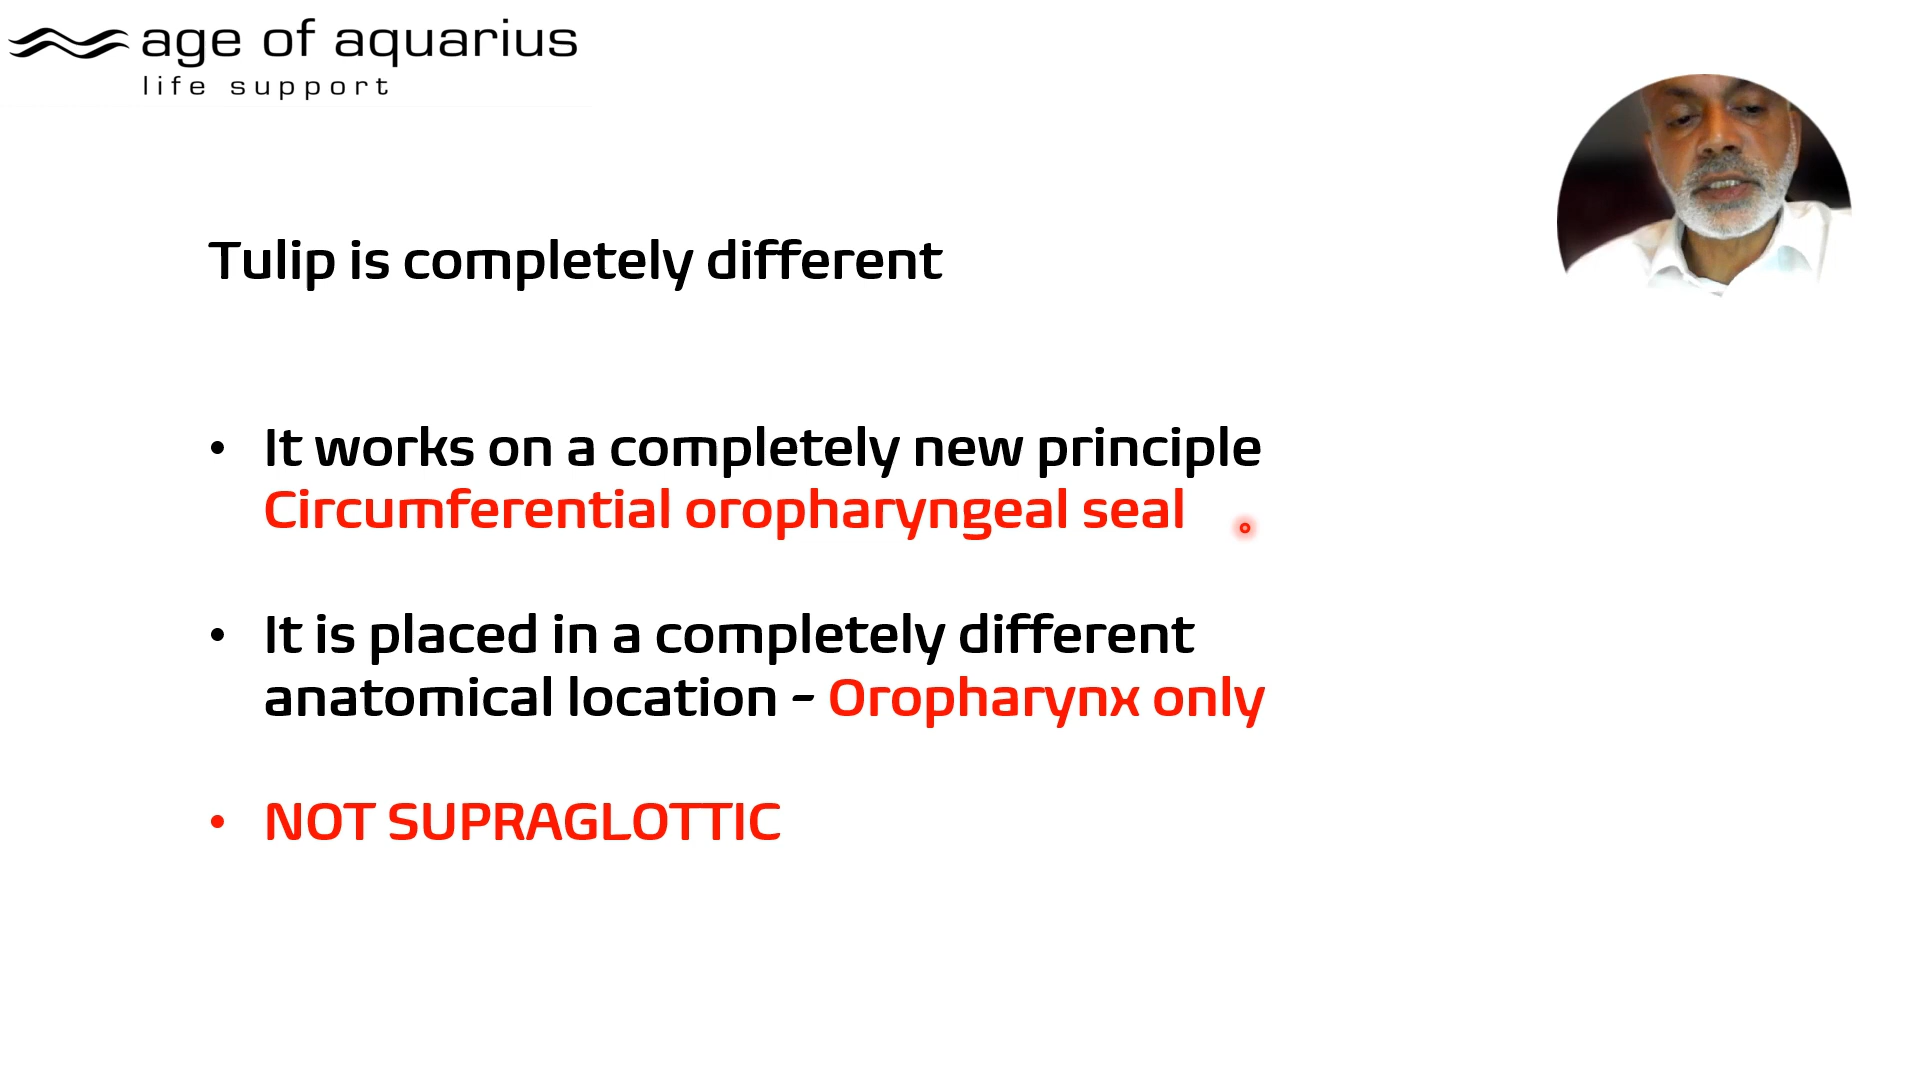 age of aquarius
life support
Tulip is completely different
• It works on a completely new principle
Circumferential oropharyngeal seal
• It is placed in a completely different
anatomical location - Oropharynx only
• NOT SUPRAGLOTTIC